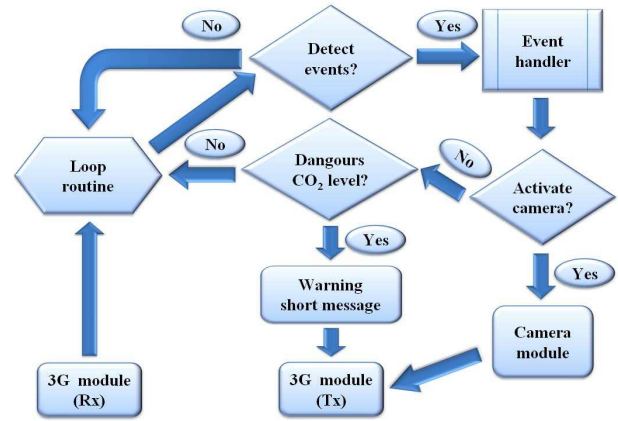 No
Detect
events?
Yes
Event
handler
Loop
routine
No
Dangours
CO₂ level?
No
Activate
camera?
Yes
Yes
Warning
short message
Camera
module
3G module
(Rx)
3G module
(Tx)